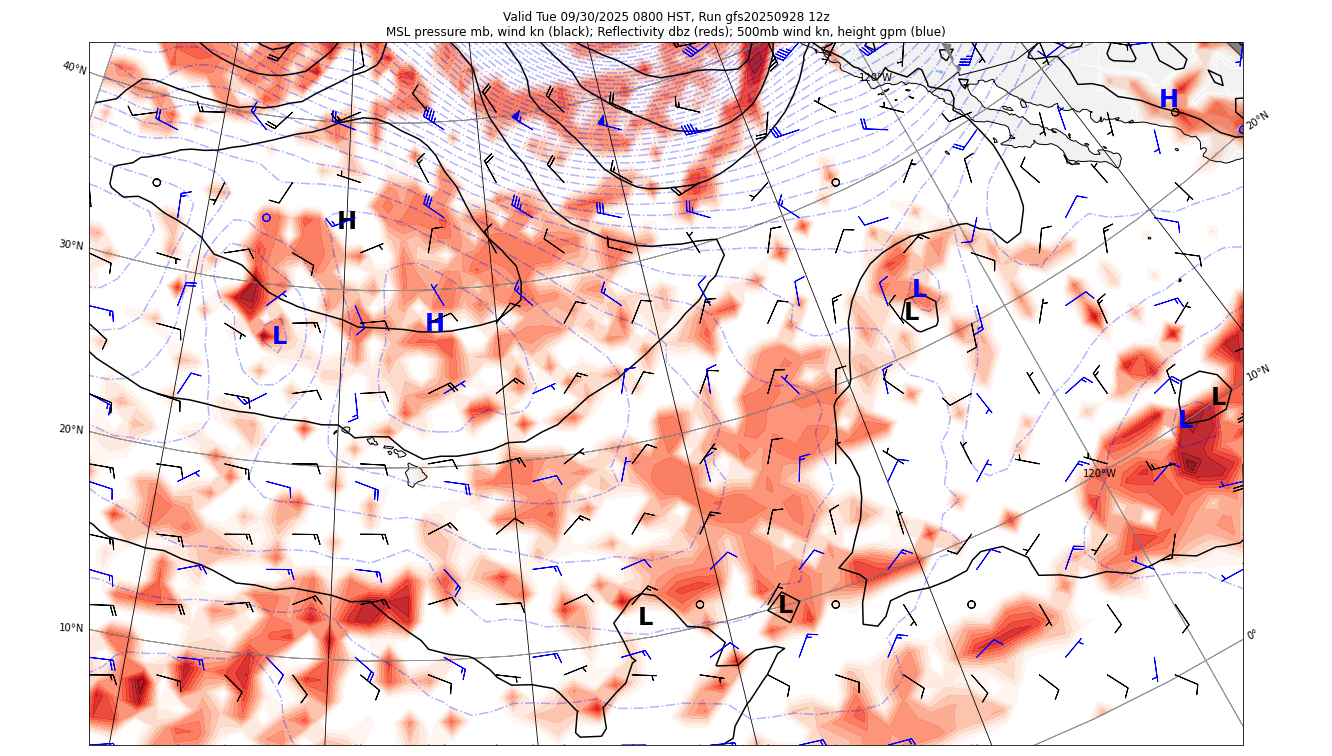 Valid Tue 09/30/2025 0800 HST, Run gfs20250928 12z
MSL pressure mb, wind kn (black); Reflectivity dbz (reds); 500mb wind kn, height gpm (blue)
40°N
120°W
H
20°N
H
30°N
L
L
H
L
10°N
L
L
20°N
120°W
L
L
10°N
0°